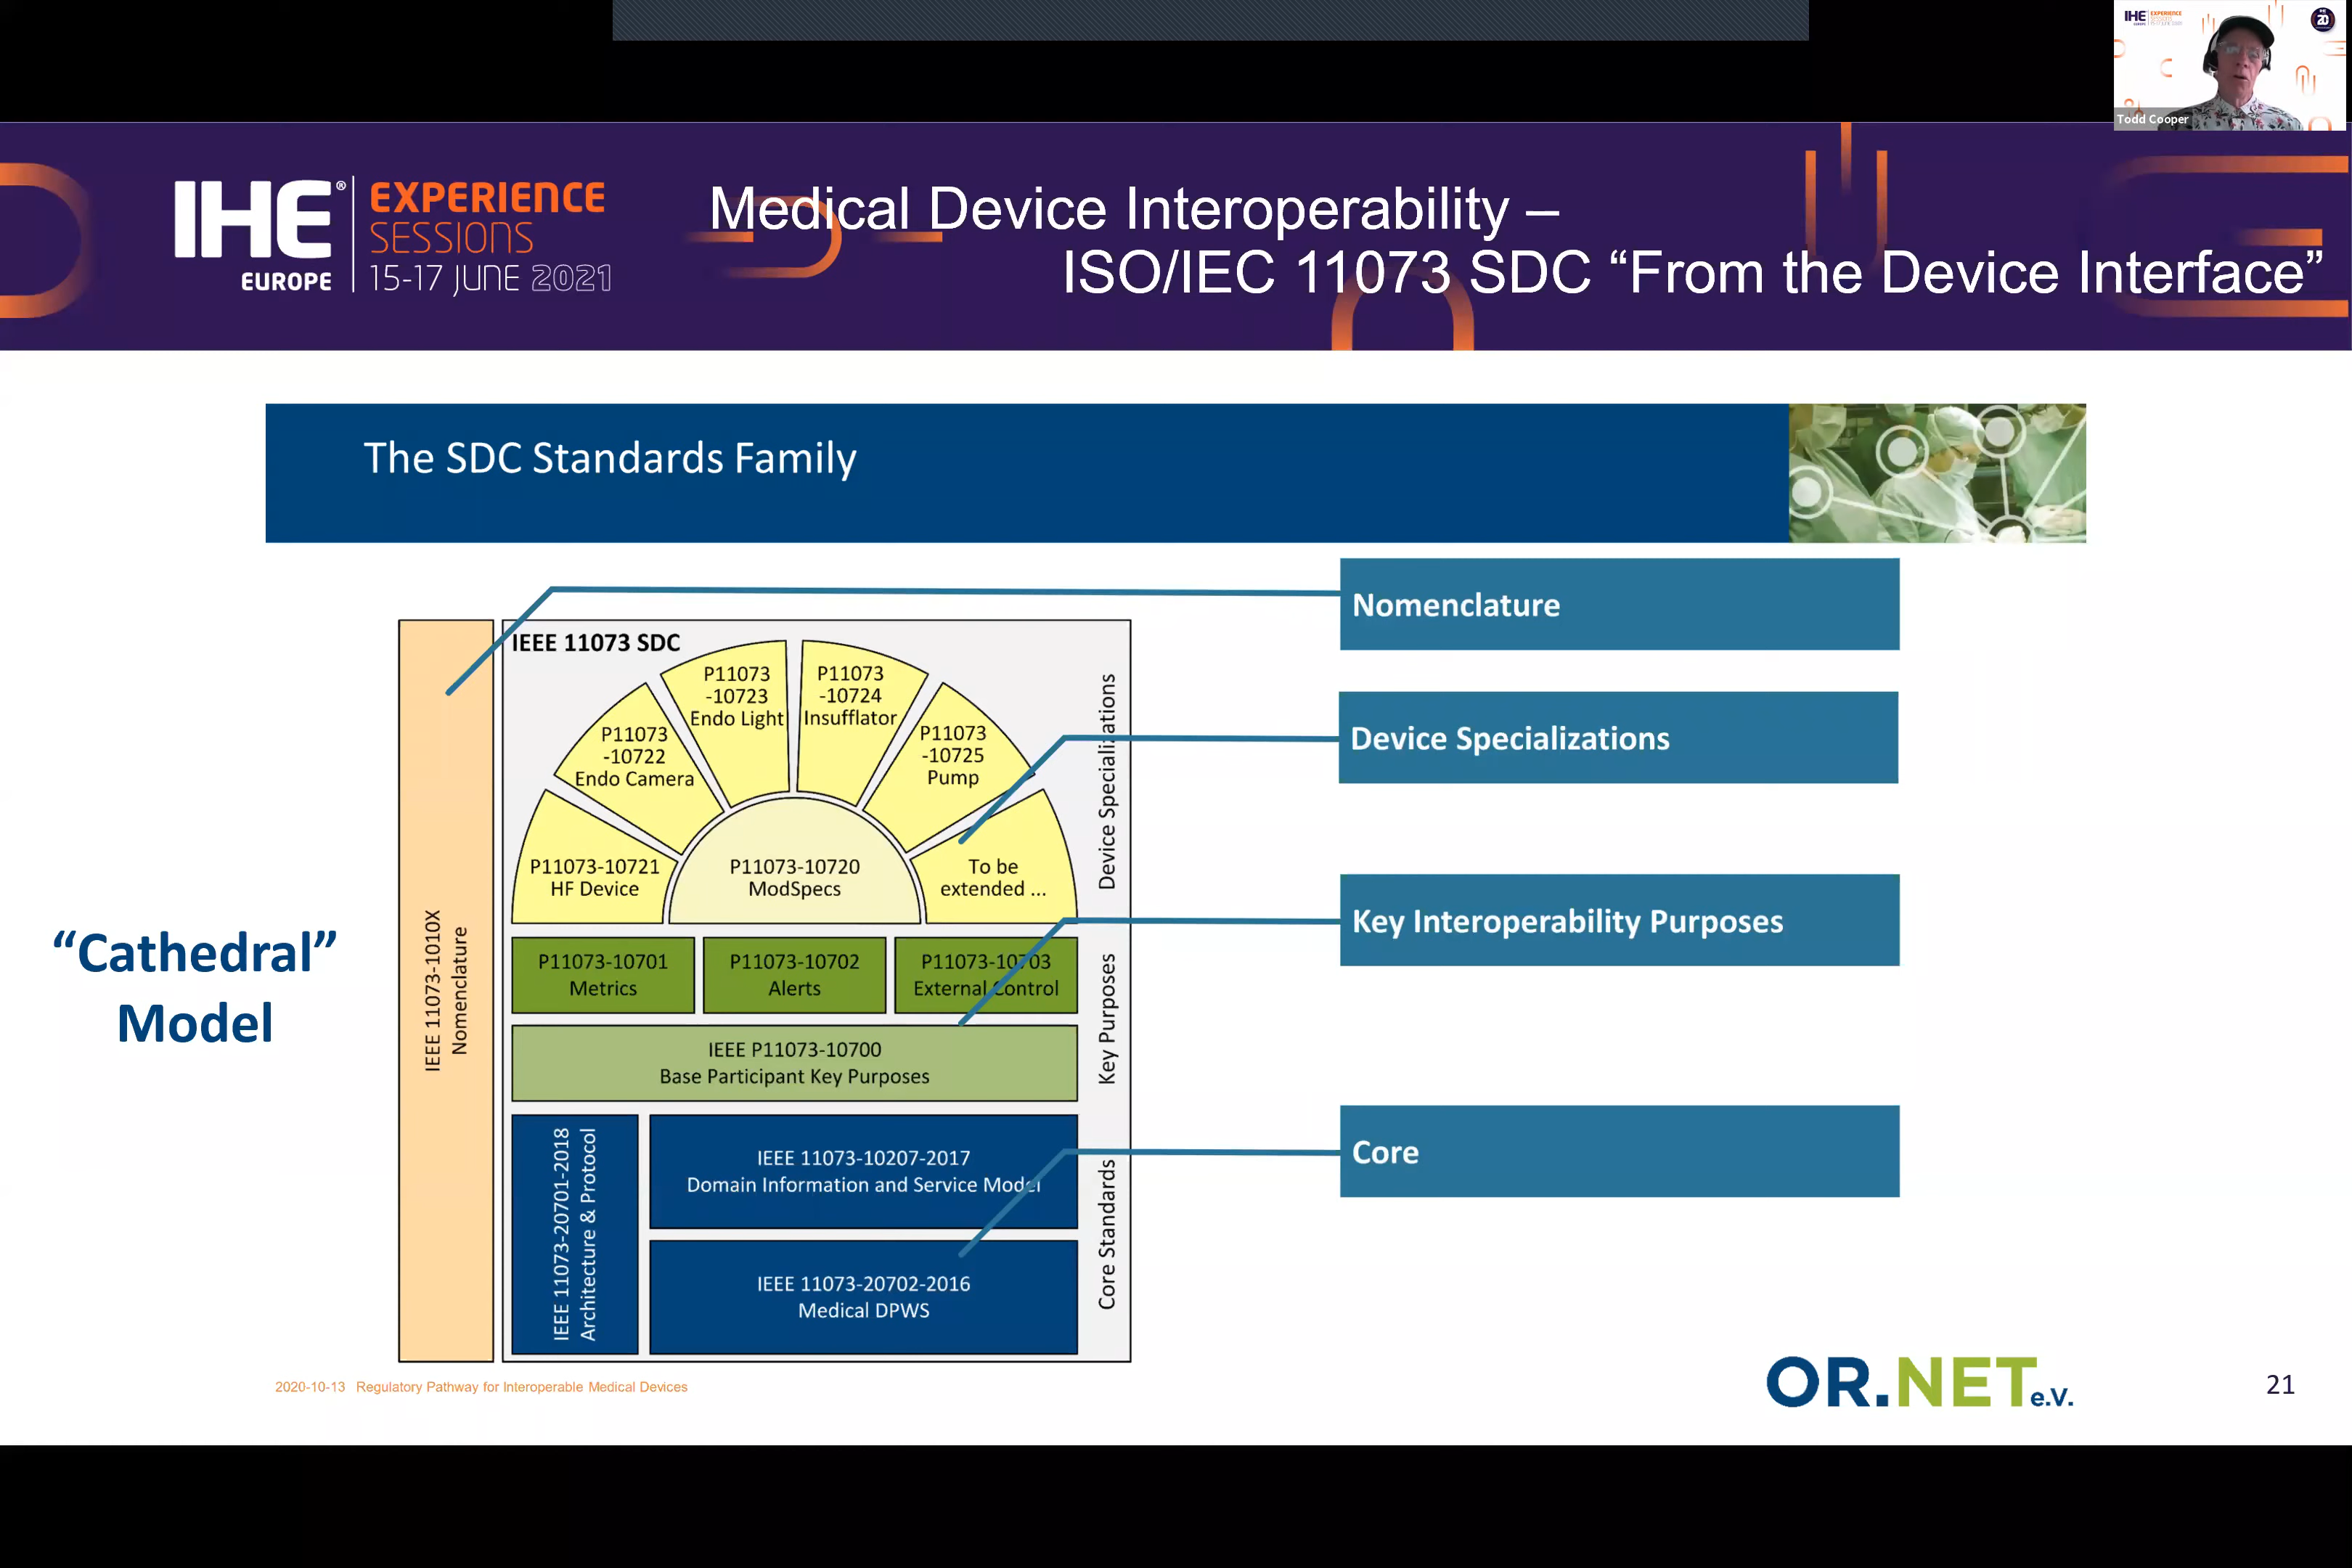 IHE® EUROPE
EXPERIENCE
SESSIONS
15-17 JUNE 2021
Medical Device Interoperability –
ISO/IEC 11073 SDC “From the Device Interface”
IHE EXPERIENCE
SESSIONS
20
Todd Cooper
The SDC Standards Family
Nomenclature
Device Specializations
Key Interoperability Purposes
Core
“Cathedral”
Model
IEEE 11073-1010X
Nomenclature
IEEE 11073 SDC
P11073-10721
HF Device
P11073
-10722
Endo Camera
P11073
-10723
Endo Light
P11073
-10724
Insufflator
P11073
-10725
Pump
To be
extended ...
P11073-10720
ModSpecs
Device Specializations
P11073-10701
Metrics
P11073-10702
Alerts
P11073-10703
External Control
IEEE P11073-10700
Base Participant Key Purposes
Key Purposes
IEEE 11073-20701-2018
Architecture & Protocol
IEEE 11073-10207-2017
Domain Information and Service Model
IEEE 11073-20702-2016
Medical DPWS
Core Standards
2020-10-13 Regulatory Pathway for Interoperable Medical Devices
OR.NET e.V.
21